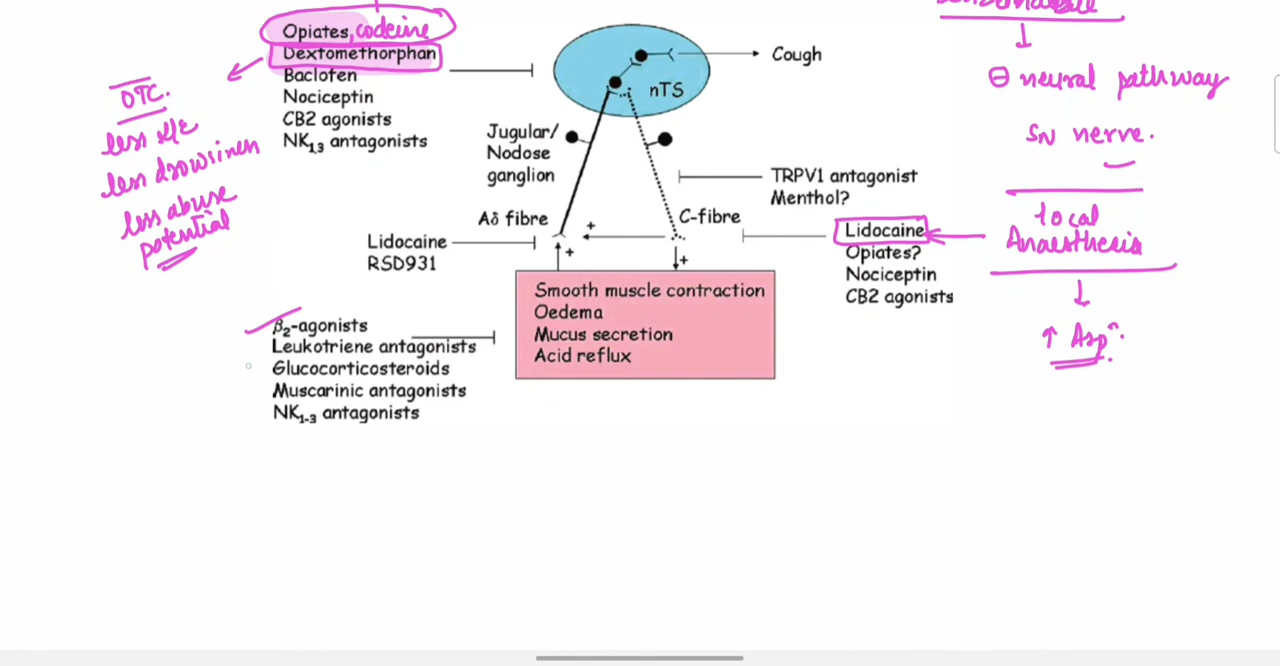 Opiates, codeine
Dextomethorphan
Baclofen
Nociceptin
CB2 agonists
NK1,3 antagonists
OTC.
less s/e
less drowsiness
less abuse
potential
nTS
Cough
Jugular/
Nodose
ganglion
Aδ fibre
C-fibre
+
+
+
TRPV1 antagonist
Menthol?
Lidocaine
RSD931
Lidocaine
Opiates?
Nociceptin
CB2 agonists
Smooth muscle contraction
Oedema
Mucus secretion
Acid reflux
β2-agonists
Leukotriene antagonists
Glucocorticosteroids
Muscarinic antagonists
NK1-3 antagonists
↓
⊖ neural pathway
SN nerve.
local
Anaesthesia
↓
↑ Aspⁿ.